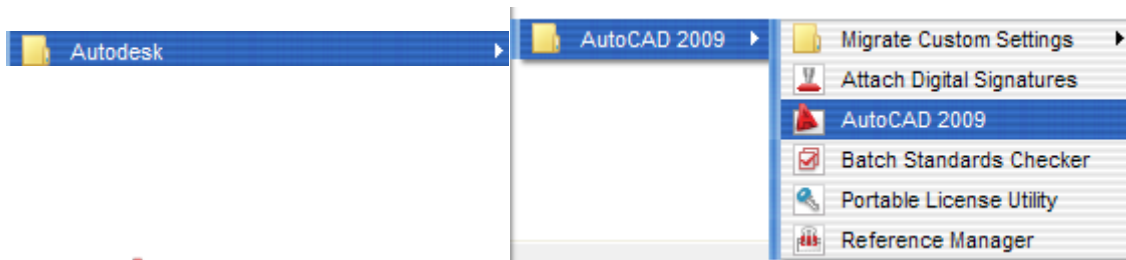 Autodesk
AutoCAD 2009
Migrate Custom Settings
Attach Digital Signatures
AutoCAD 2009
Batch Standards Checker
Portable License Utility
Reference Manager